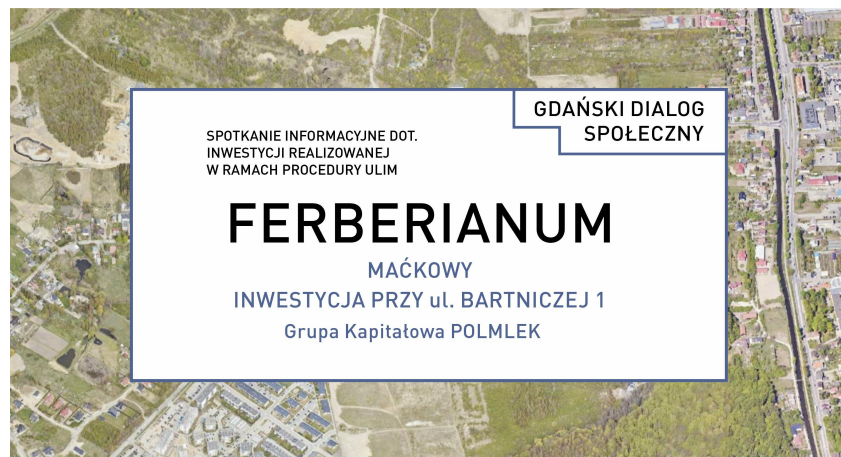 GDAŃSKI DIALOG
SPOŁECZNY
SPOTKANIE INFORMACYJNE DOT.
INWESTYCJI REALIZOWANEJ
W RAMACH PROCEDURY ULIM
FERBERIANUM
MAĆKOWY
INWESTYCJA PRZY ul. BARTNICZEJ 1
Grupa Kapitałowa POLMLEK